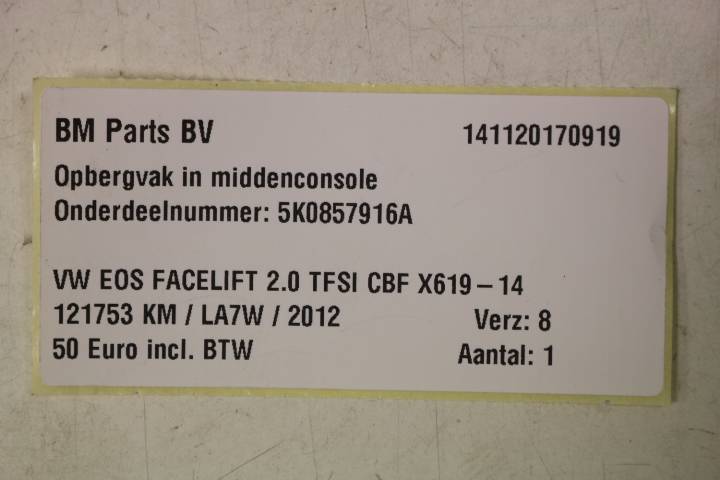 BM Parts BV 141120170919
Opbergvak in middenconsole
Onderdeelnummer: 5K0857916A
VW EOS FACELIFT 2.0 TFSI CBF X619-14
121753 KM / LA7W / 2012 Verz: 8
50 Euro incl. BTW Aantal: 1